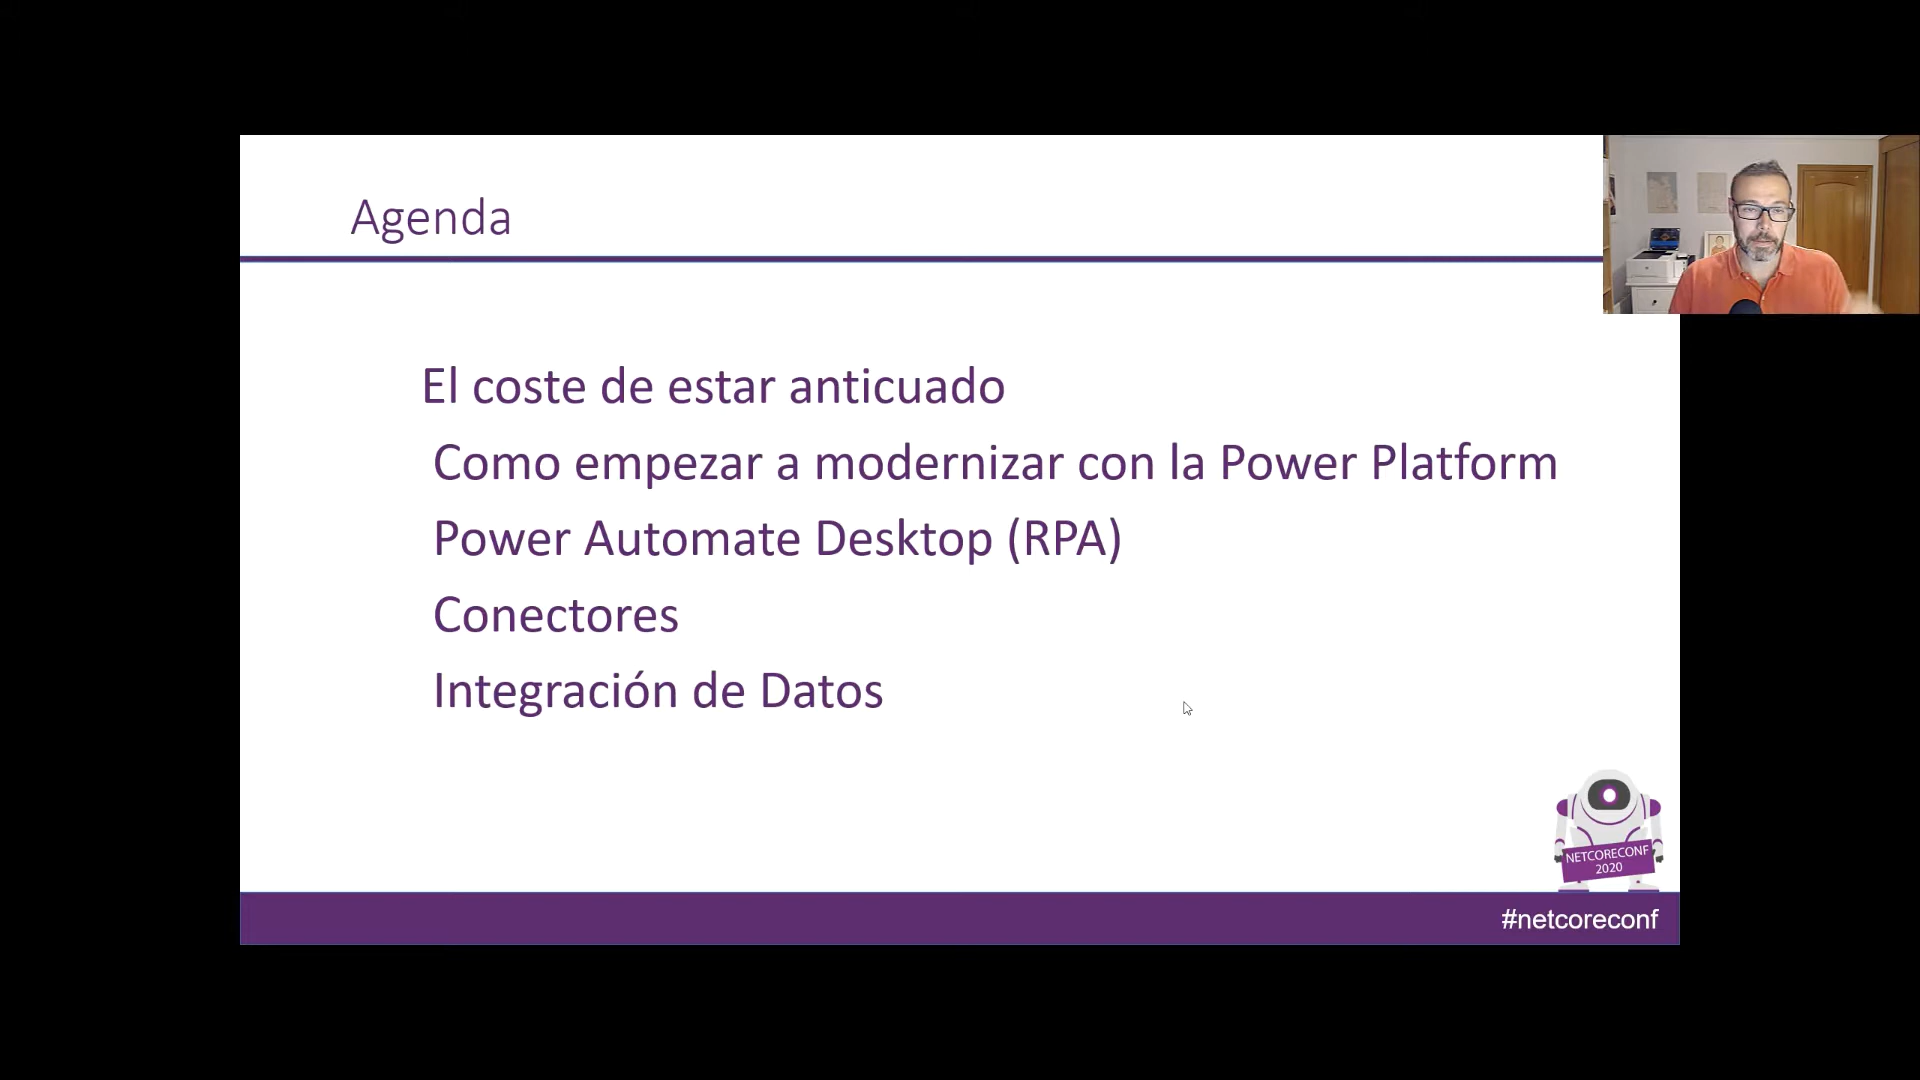 Agenda
El coste de estar anticuado
Como empezar a modernizar con la Power Platform
Power Automate Desktop (RPA)
Conectores
Integración de Datos
NETCORECONF
2020
#netcoreconf